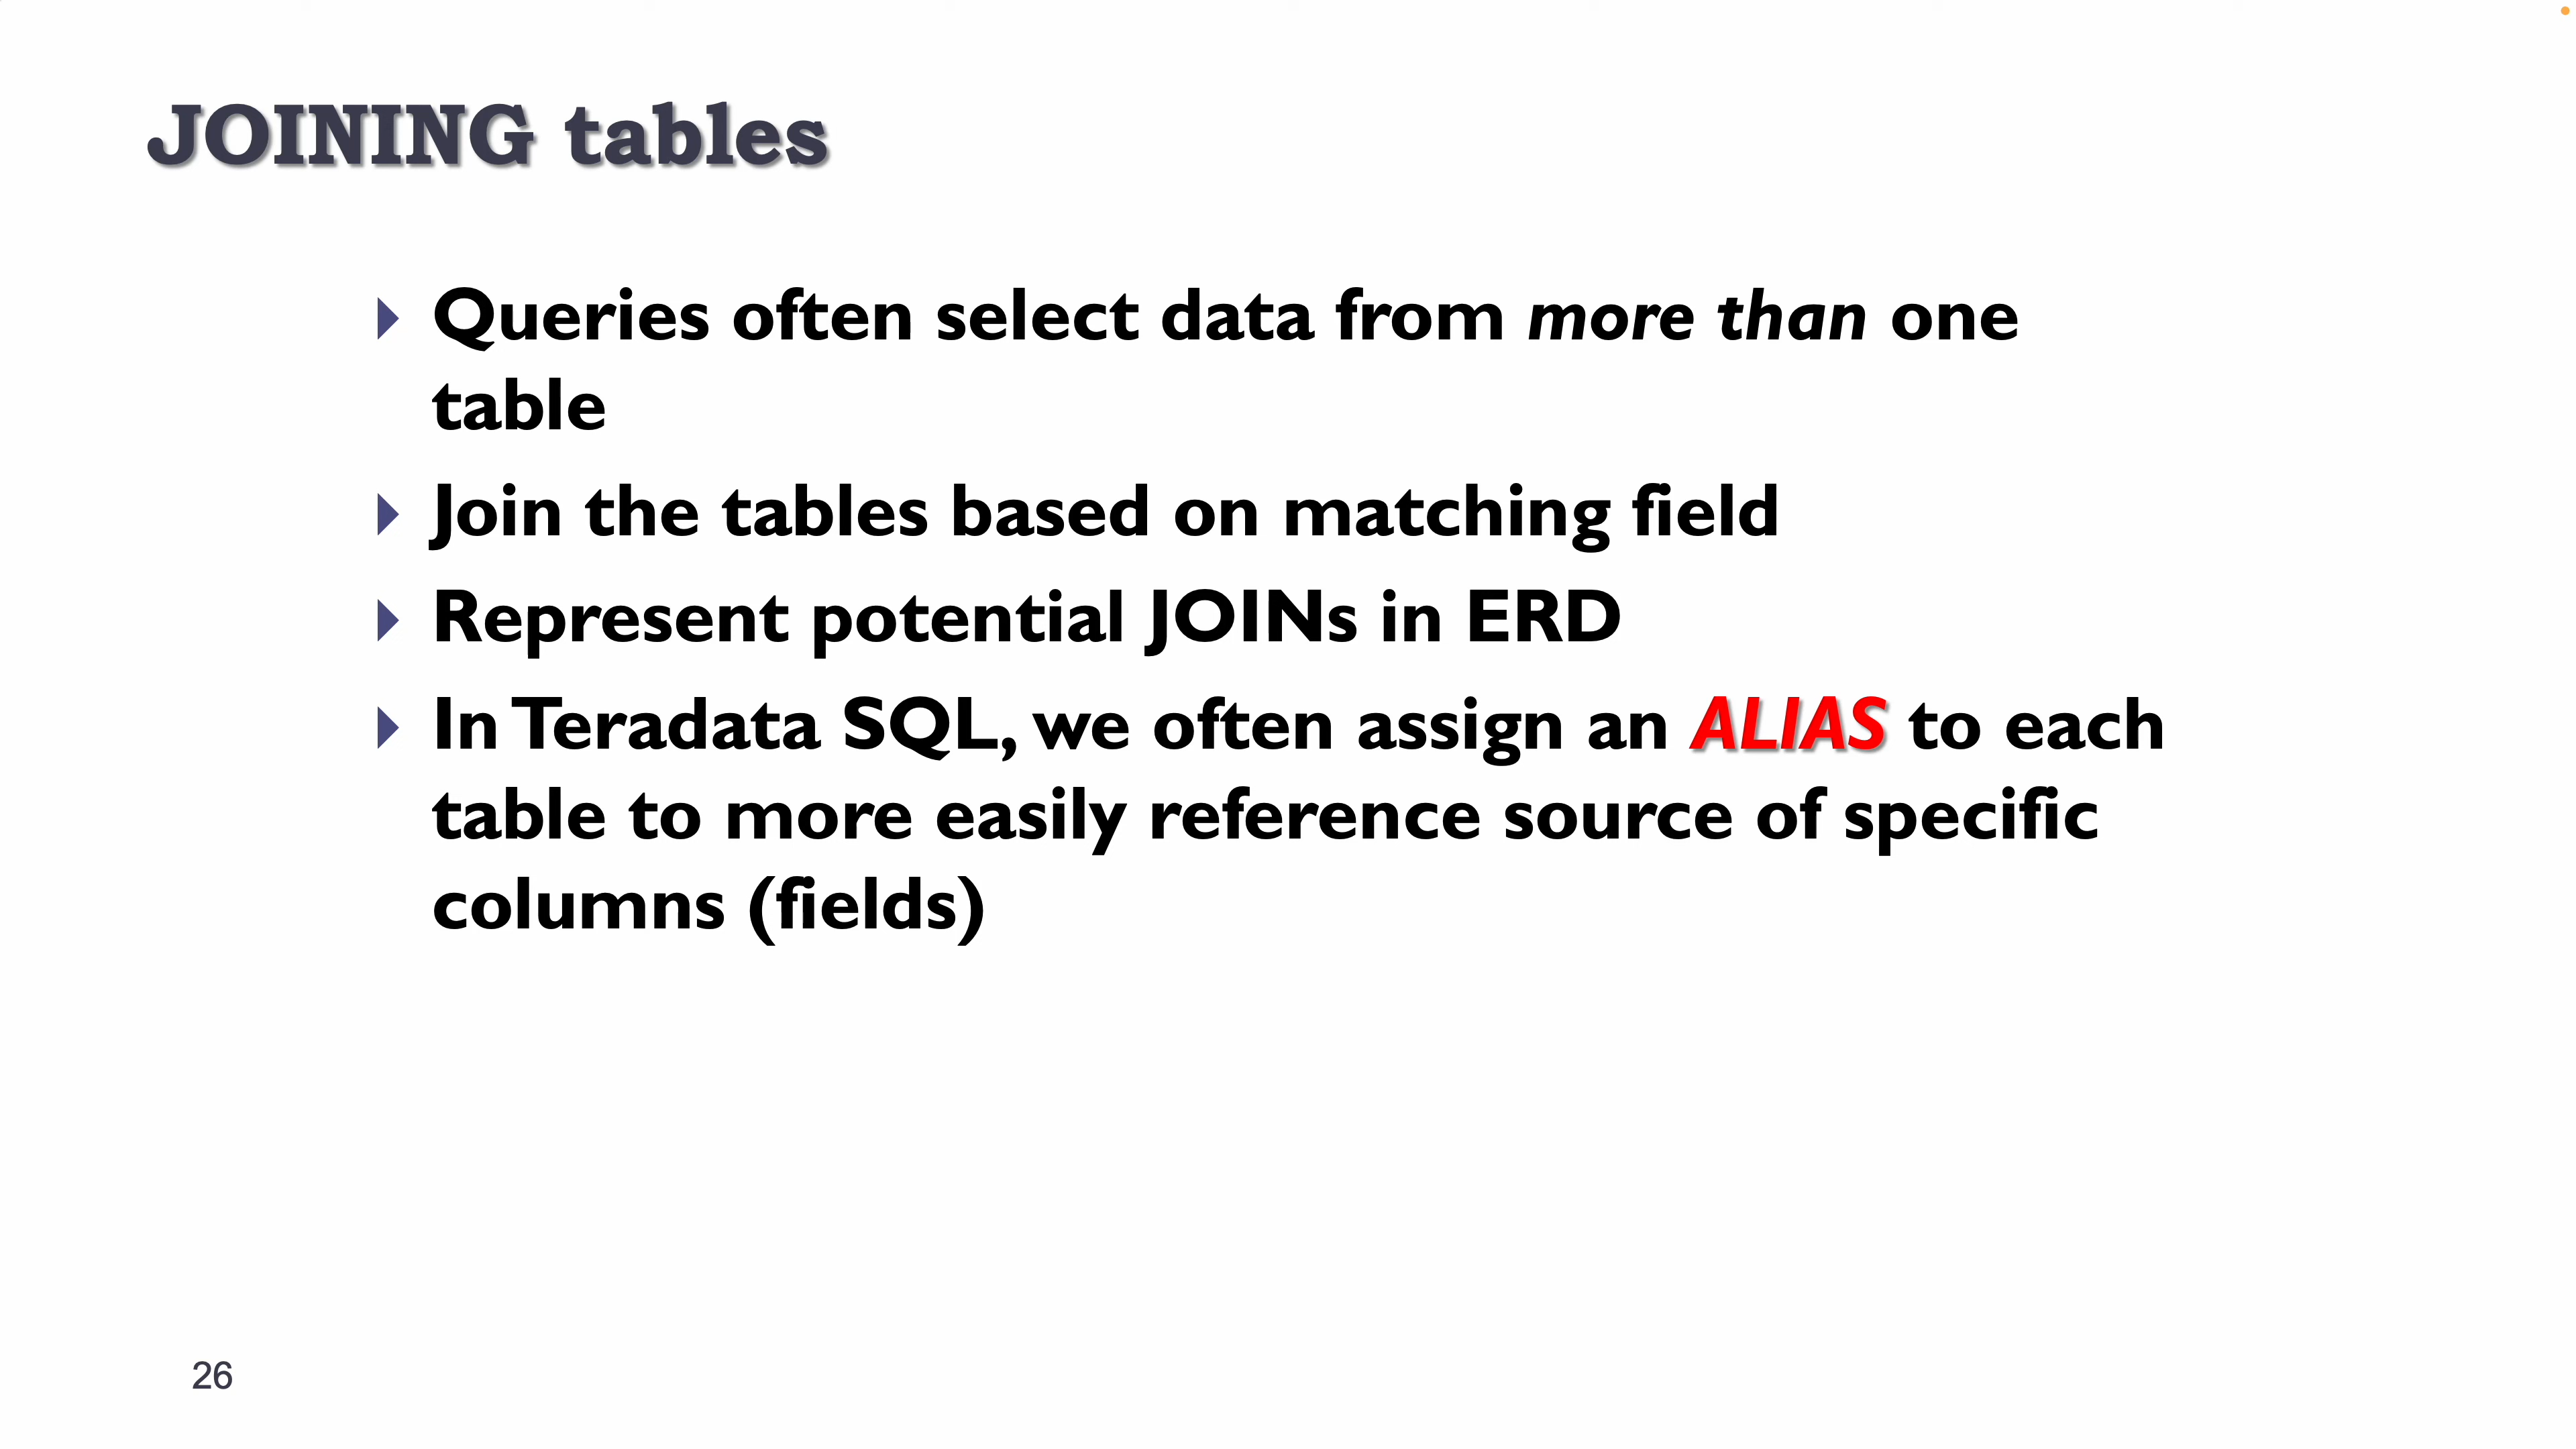 JOINING tables
Queries often select data from more than one
table
Join the tables based on matching field
Represent potential JOINs in ERD
In Teradata SQL, we often assign an ALIAS to each
table to more easily reference source of specific
columns (fields)
26